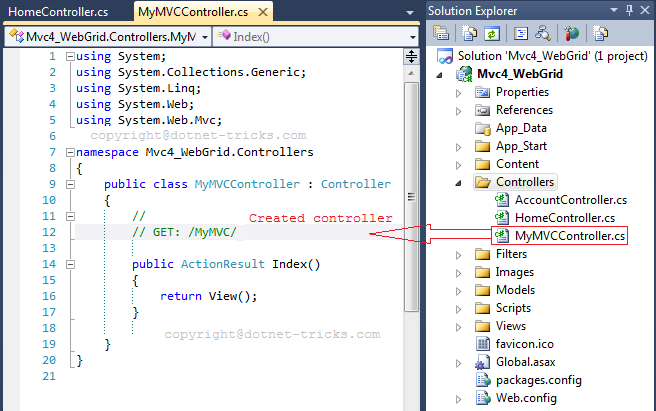 HomeController.cs MyMVCController.cs
Mvc4_WebGrid.Controllers.MyM Index()
1 using System;
2 using System.Collections.Generic;
3 using System.Linq;
4 using System.Web;
5 using System.Web.Mvc;
6 copyright@dotnet-tricks.com
7 namespace Mvc4_WebGrid.Controllers
8 {
9 public class MyMVCController : Controller
10 {
11 // Created controller
12 // GET: /MyMVC/
13
14 public ActionResult Index()
15 {
16 return View();
17 }
18 copyright@dotnet-tricks.com
19 }
20 }
21
Solution Explorer
Solution 'Mvc4_WebGrid' (1 project)
Mvc4_WebGrid
Properties
References
App_Data
App_Start
Content
Controllers
AccountController.cs
HomeController.cs
MyMVCController.cs
Filters
Images
Models
Scripts
Views
favicon.ico
Global.asax
packages.config
Web.config